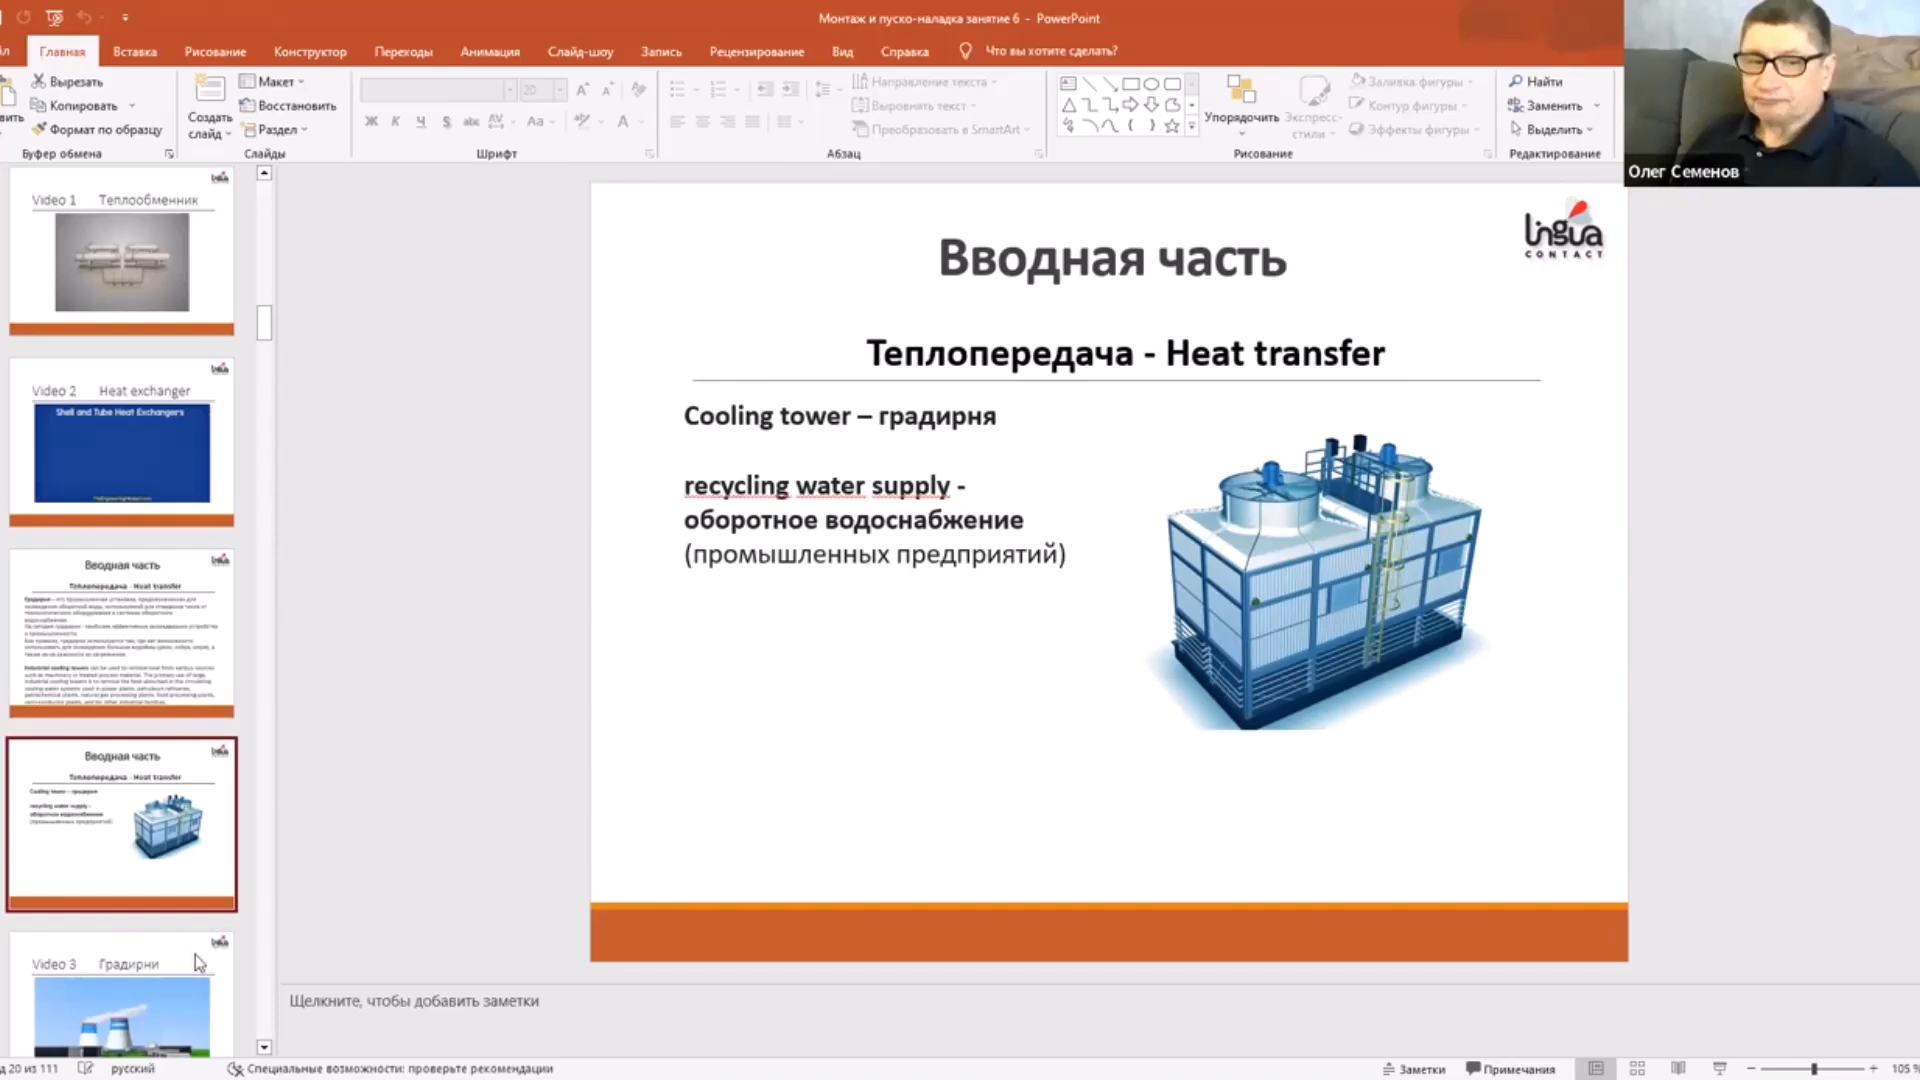 Монтаж и пуско-наладка занятие 6 - PowerPoint
Главная Вставка Рисование Конструктор Переходы Анимация Слайд-шоу Запись Рецензирование Вид Справка Что вы хотите сделать?
Вырезать
Копировать
Формат по образцу
Буфер обмена
Создать слайд
Макет
Восстановить
Раздел
Слайды
20
Ж К Ч S abc AV Aa A
Шрифт
Направление текста
Выровнять текст
Преобразовать в SmartArt
Абзац
Упорядочить
Экспресс-стили
Заливка фигуры
Контур фигуры
Эффекты фигуры
Рисование
Найти
Заменить
Выделить
Редактирование
Олег Семенов
Video 1 Теплообменник
Video 2 Heat exchanger
Shell and Tube Heat Exchangers
Вводная часть
Теплопередача - Heat transfer
Вводная часть
Теплопередача - Heat transfer
Cooling tower – градирня
recycling water supply -
оборотное водоснабжение
(промышленных предприятий)
Video 3 Градирни
Lingua
CONTACT
Вводная часть
Теплопередача - Heat transfer
Cooling tower – градирня
recycling water supply -
оборотное водоснабжение
(промышленных предприятий)
Щелкните, чтобы добавить заметки
20 из 111 русский Специальные возможности: проверьте рекомендации Заметки Примечания 105 %